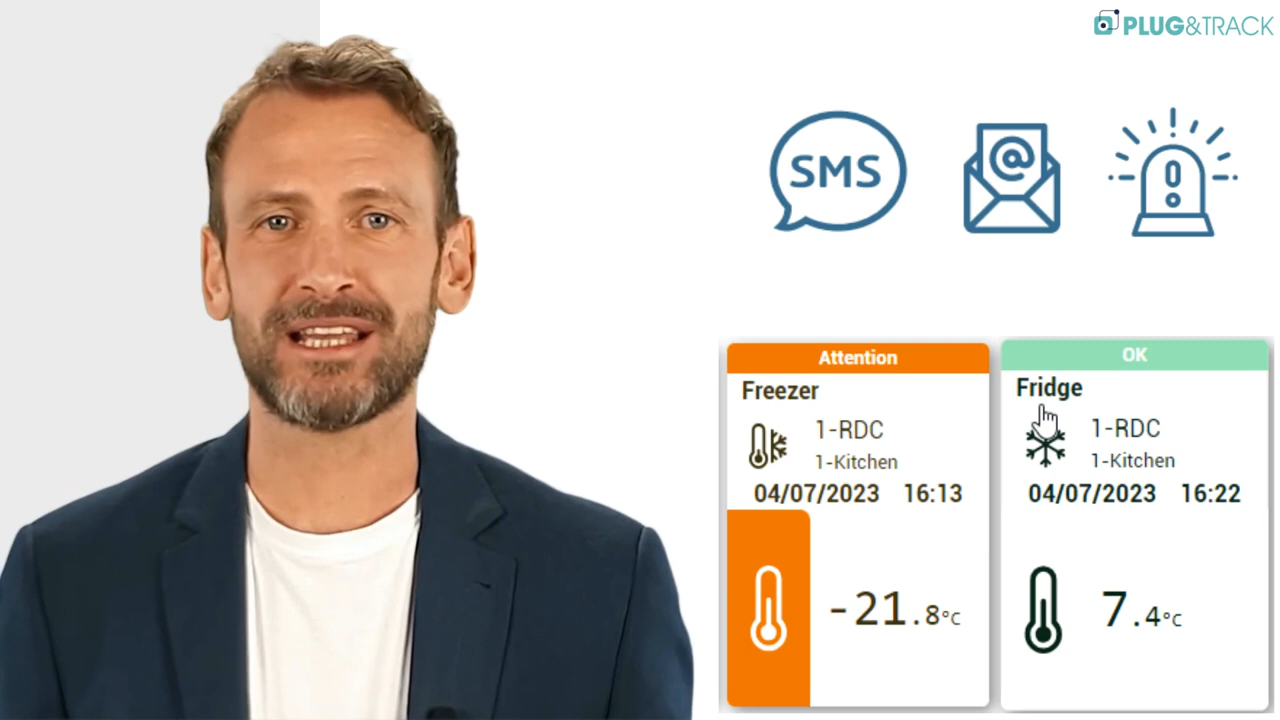 PLUG&TRACK
SMS
@
Attention
Freezer
1-RDC
1-Kitchen
04/07/2023 16:13
-21.8°C
OK
Fridge
1-RDC
1-Kitchen
04/07/2023 16:22
7.4°C